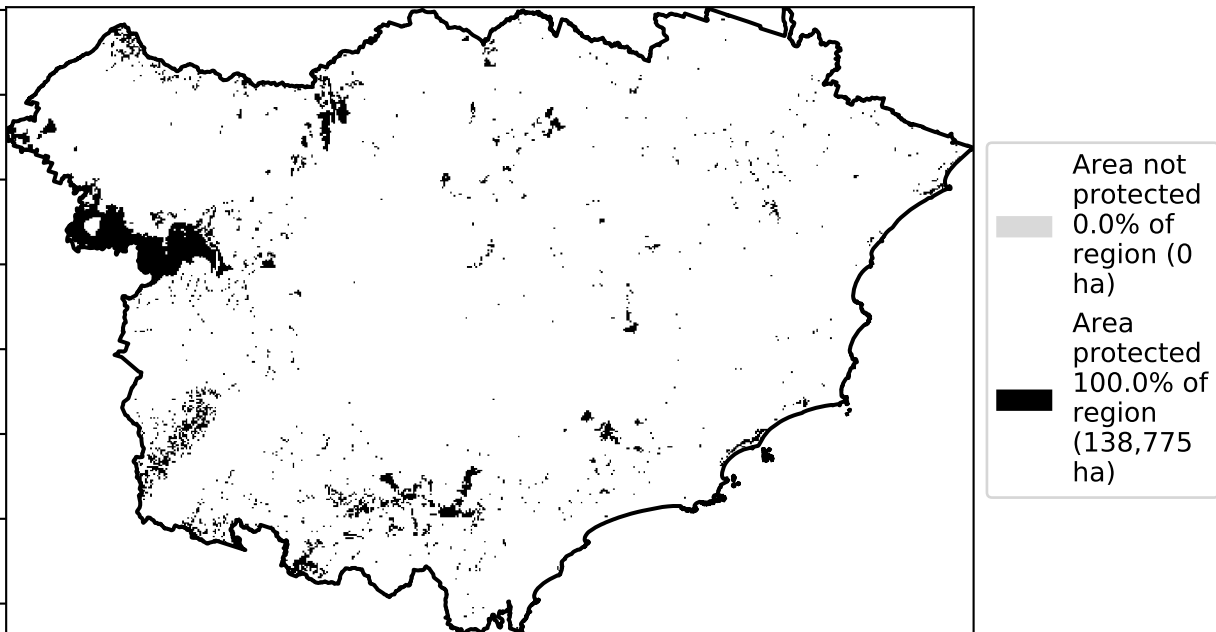 Area not
protected
0.0% of
region (0
ha)
Area
protected
100.0% of
region
(138,775
ha)